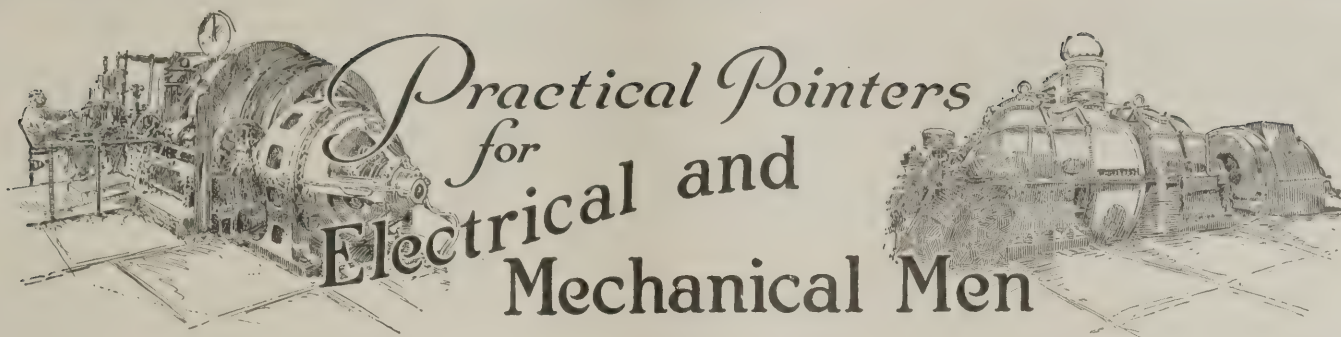 Practical Pointers
for
Electrical and
Mechanical Men